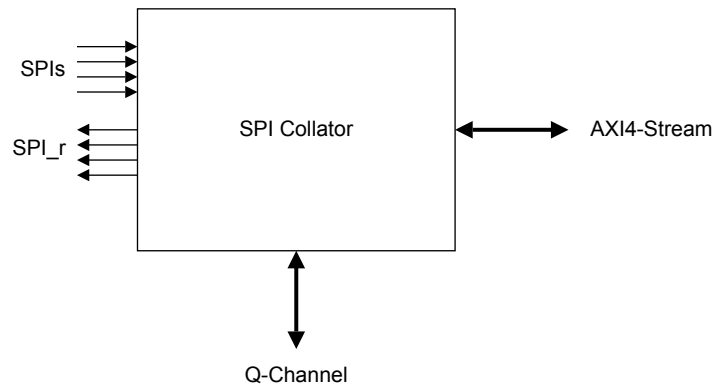 SPIs
SPI Collator
AXI4-Stream
SPI_r
Q-Channel